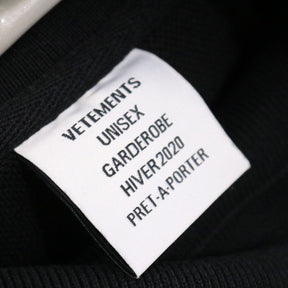 VETEMENTS
UNISEX
GARDEROBE
HIVER 2020
PRET-A-PORTER